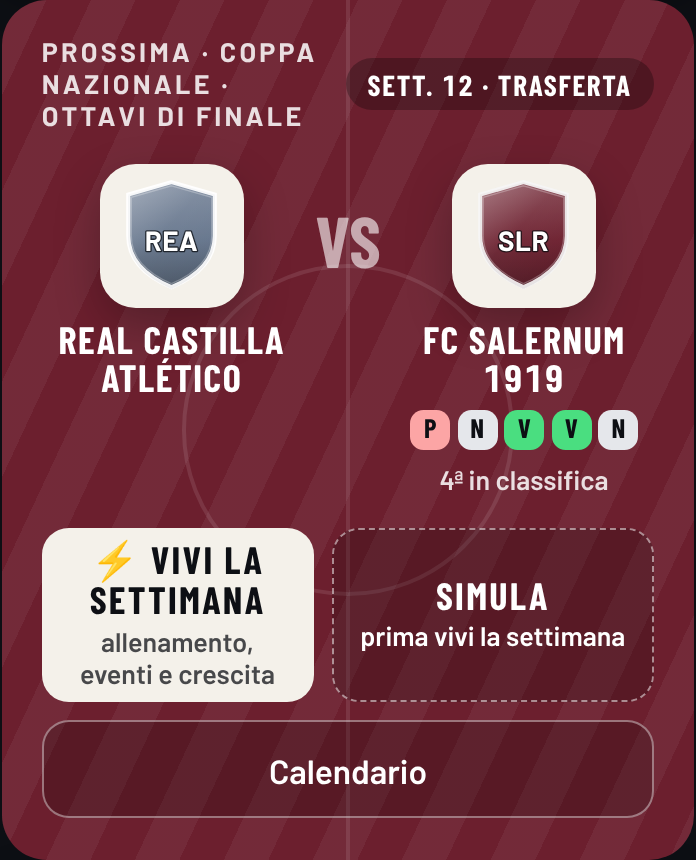 PROSSIMA · COPPA
NAZIONALE ·
OTTAVI DI FINALE
SETT. 12 · TRASFERTA
REA
VS
SLR
REAL CASTILLA
ATLÉTICO
FC SALERNUM
1919
P N V V N
4ª in classifica
⚡ VIVI LA
SETTIMANA
allenamento,
eventi e crescita
SIMULA
prima vivi la settimana
Calendario